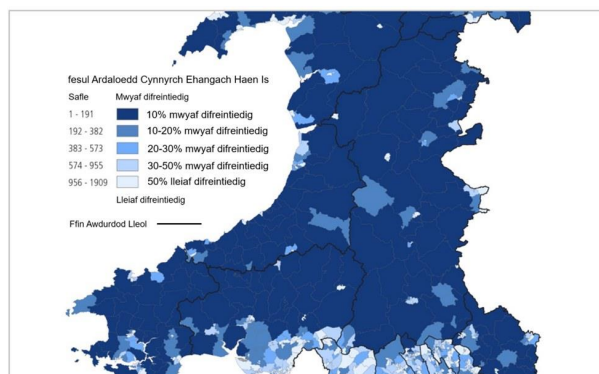 fesul Ardaloedd Cynnyrch Ehangach Haen Is
Safle Mwyaf difreintiedig
1 - 191 10% mwyaf difreintiedig
192 - 382 10-20% mwyaf difreintiedig
383 - 573 20-30% mwyaf difreintiedig
574 - 955 30-50% mwyaf difreintiedig
956 - 1909 50% lleiaf difreintiedig
Lleiaf difreintiedig
Ffin Awdurdod Lleol